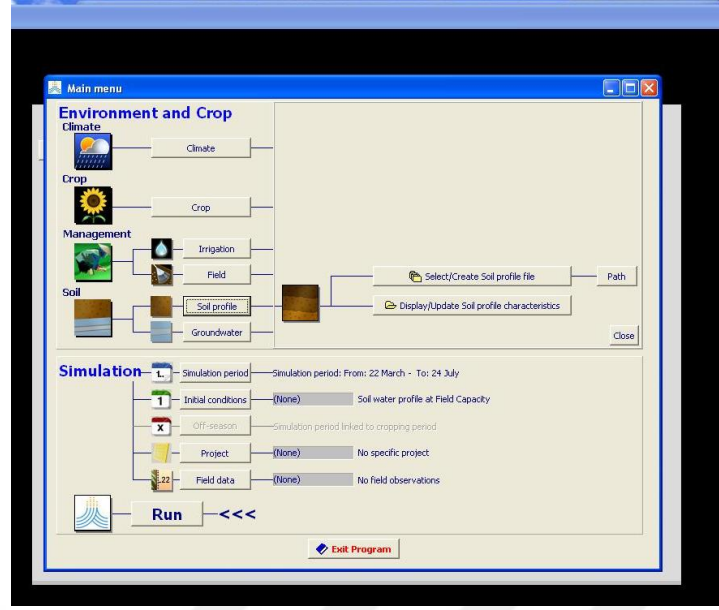 Main menu
Environment and Crop
Climate
Climate
Crop
Crop
Management
Irrigation
Field
Soil
Soil profile
Groundwater
Select/Create Soil profile file
Path
Display/Update Soil profile characteristics
Close
Simulation
1.. Simulation period Simulation period: From: 22 March - To: 24 July
1 Initial conditions (None) Soil water profile at Field Capacity
X Off-season Simulation period linked to cropping period
Project (None) No specific project
.22 Field data (None) No field observations
Run <<<
Exit Program